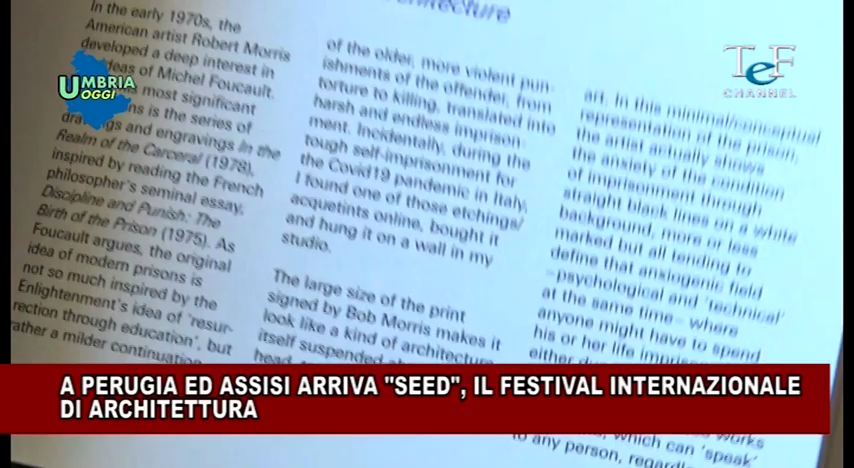 chitecture
In the early 1970s, the
American artist Robert Morris
developed a deep interest in
ideas of Michel Foucault.
most significant
is the series of
and engravings In the
Realm of the Carceral (1978),
inspired by reading the French
philosopher's seminal essay,
Discipline and Punish: The
Birth of the Prison (1975). As
Foucault argues, the original
idea of modern prisons is
not so much inspired by the
Enlightenment's idea of 'resur-
rection through education', but
rather a milder continuation
of the older, more violent pun-
ishments of the offender, from
torture to killing, translated into
harsh and endless imprison-
ment. Incidentally, during the
tough self-imprisonment for
the Covid19 pandemic in Italy,
I found one of those etchings/
acquetints online, bought it
and hung it on a wall in my
studio.
The large size of the print
signed by Bob Morris makes it
look like a kind of architecture
itself suspended
head
art. In this minimal/conceptual
representation of the prison,
the artist actually shows
the anxiety of the condition
of imprisonment through
straight black lines on a white
background, more or less
marked but all tending to
define that anxiogenic field
–psychological and 'technical'
at the same time– where
anyone might have to spend
his or her life
either
works
which can 'speak'
to any person,
UMBRIA
OGGI
TeF
CHANNEL
A PERUGIA ED ASSISI ARRIVA "SEED", IL FESTIVAL INTERNAZIONALE
DI ARCHITETTURA